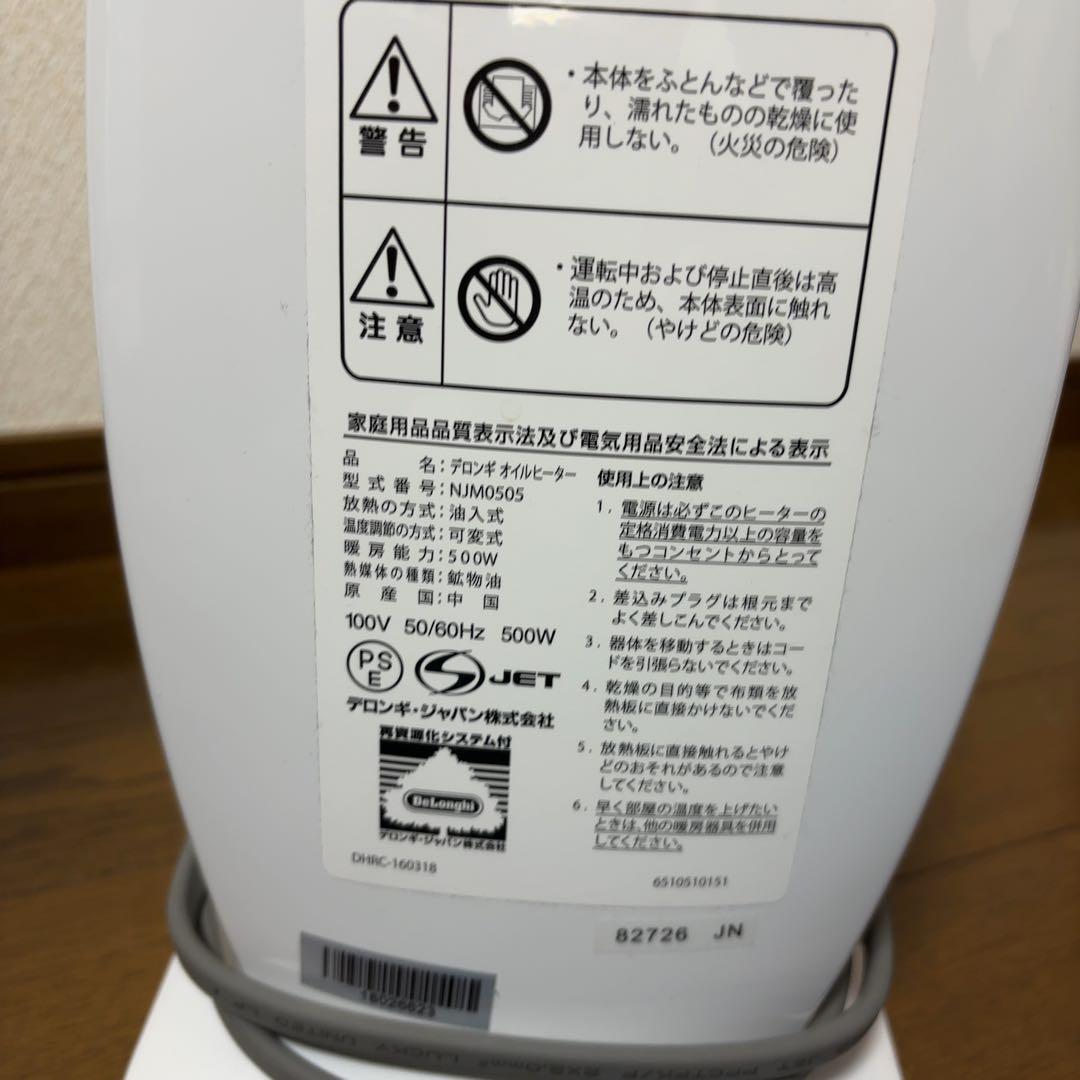 警告
・本体をふとんなどで覆った
り、濡れたものの乾燥に使
用しない。（火災の危険）
注意
・運転中および停止直後は高
温のため、本体表面に触れ
ない。（やけどの危険）
家庭用品品質表示法及び電気用品安全法による表示
品名：デロンギ オイルヒーター
型式番号：NJM0505
放熱の方式：油入式
温度調節の方式：可変式
暖房能力：500W
熱媒体の種類：鉱物油
原産国：中国
100V 50/60Hz 500W
PSE
JET
デロンギ・ジャパン株式会社
再資源化システム付
DeLonghi
デロンギ・ジャパン株式会社
DHRC-160318
使用上の注意
1．電源は必ずこのヒーターの
定格消費電力以上の容量を
もつコンセントからとって
ください。
2．差込みプラグは根元まで
よく差しこんでください。
3．器体を移動するときはコー
ドを引張らないでください。
4．乾燥の目的等で布類を放
熱板に直接かけないでくだ
さい。
5．放熱板に直接触れるとやけ
どのおそれがあるので注意
してください。
6．早く部屋の温度を上げたい
ときは、他の暖房器具を併用
してください。
6510510151
82726 JN
UNITED
LUCKY